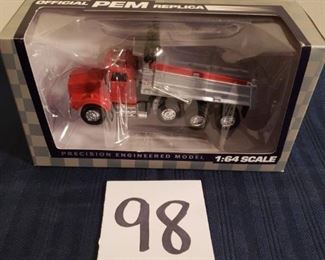 OFFICIAL PEM REPLICA
PRECISION ENGINEERED MODEL
1:64 SCALE
98